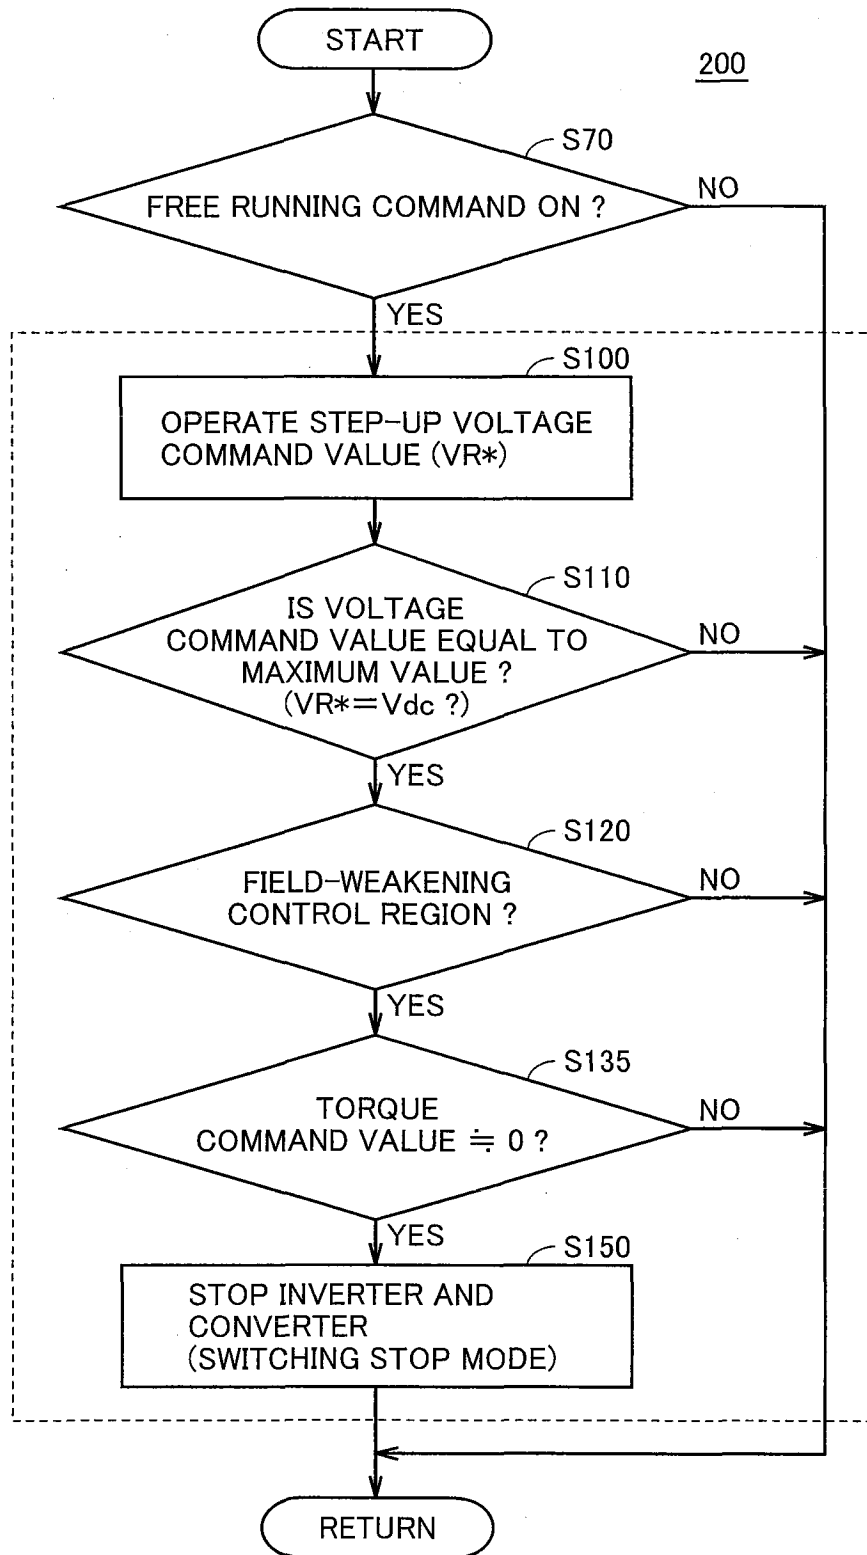 START
200
S70
FREE RUNNING COMMAND ON ?
NO
YES
S100
OPERATE STEP-UP VOLTAGE
COMMAND VALUE (VR*)
S110
IS VOLTAGE
COMMAND VALUE EQUAL TO
MAXIMUM VALUE ?
(VR*=Vdc ?)
NO
YES
S120
FIELD-WEAKENING
CONTROL REGION ?
NO
YES
S135
TORQUE
COMMAND VALUE ≒ 0 ?
NO
YES
S150
STOP INVERTER AND
CONVERTER
(SWITCHING STOP MODE)
RETURN